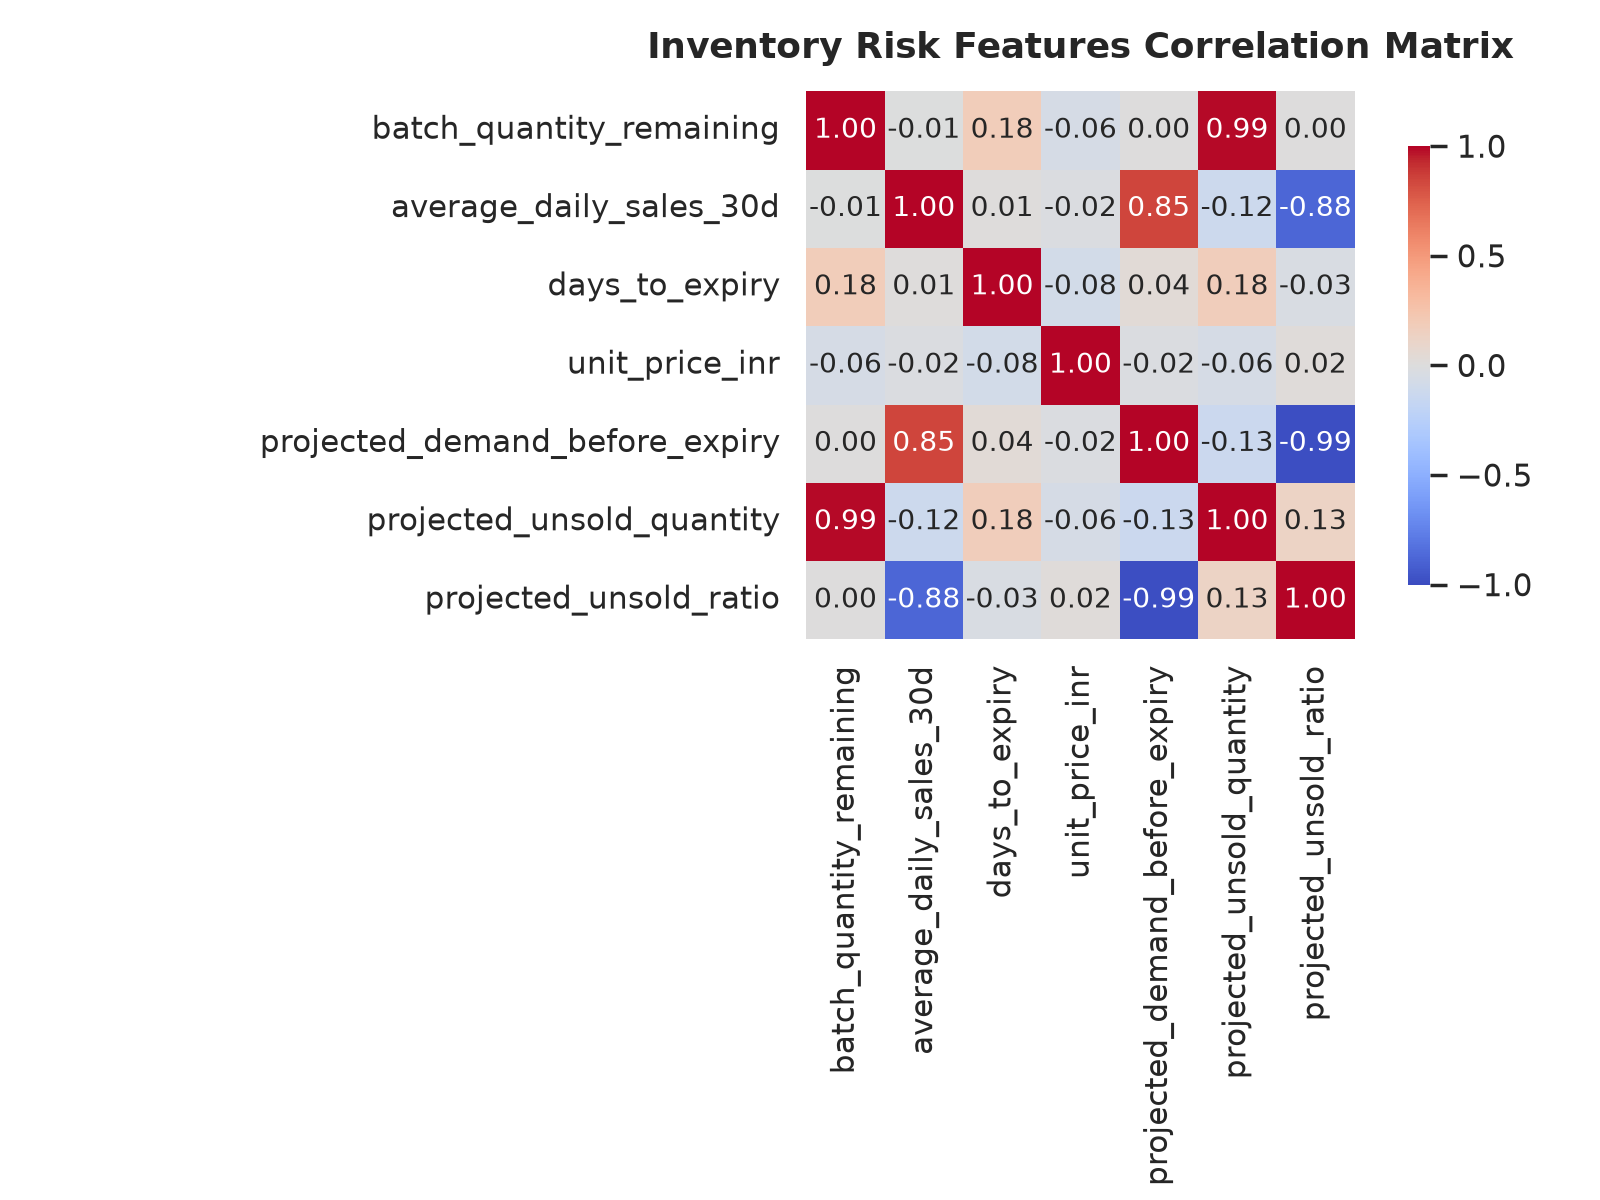 Inventory Risk Features Correlation Matrix
batch_quantity_remaining 1.00 -0.01 0.18 -0.06 0.00 0.99 0.00
average_daily_sales_30d -0.01 1.00 0.01 -0.02 0.85 -0.12 -0.88
days_to_expiry 0.18 0.01 1.00 -0.08 0.04 0.18 -0.03
unit_price_inr -0.06 -0.02 -0.08 1.00 -0.02 -0.06 0.02
projected_demand_before_expiry 0.00 0.85 0.04 -0.02 1.00 -0.13 -0.99
projected_unsold_quantity 0.99 -0.12 0.18 -0.06 -0.13 1.00 0.13
projected_unsold_ratio 0.00 -0.88 -0.03 0.02 -0.99 0.13 1.00
batch_quantity_remaining
average_daily_sales_30d
days_to_expiry
unit_price_inr
projected_demand_before_expiry
projected_unsold_quantity
projected_unsold_ratio
1.0
0.5
0.0
−0.5
−1.0